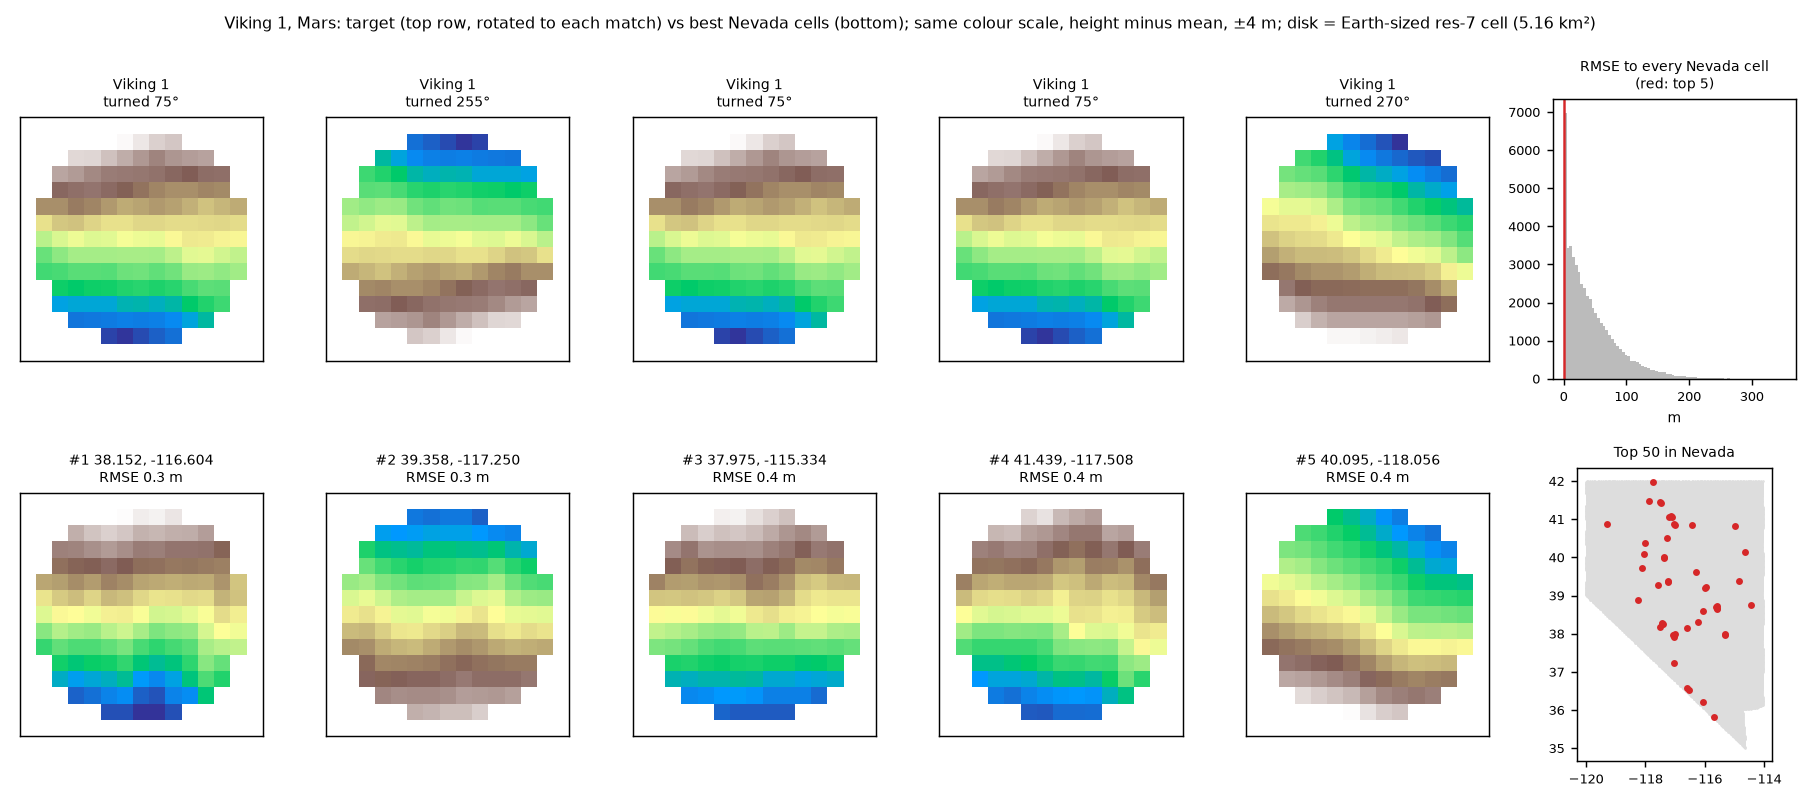 Viking 1, Mars: target (top row, rotated to each match) vs best Nevada cells (bottom); same colour scale, height minus mean, ±4 m; disk = Earth-sized res-7 cell (5.16 km²)
Viking 1
turned 75°
Viking 1
turned 255°
Viking 1
turned 75°
Viking 1
turned 75°
Viking 1
turned 270°
RMSE to every Nevada cell
(red: top 5)
7000
6000
5000
4000
3000
2000
1000
0
0 100 200 300
m
#1 38.152, -116.604
RMSE 0.3 m
#2 39.358, -117.250
RMSE 0.3 m
#3 37.975, -115.334
RMSE 0.4 m
#4 41.439, -117.508
RMSE 0.4 m
#5 40.095, -118.056
RMSE 0.4 m
Top 50 in Nevada
42
41
40
39
38
37
36
35
−120 −118 −116 −114